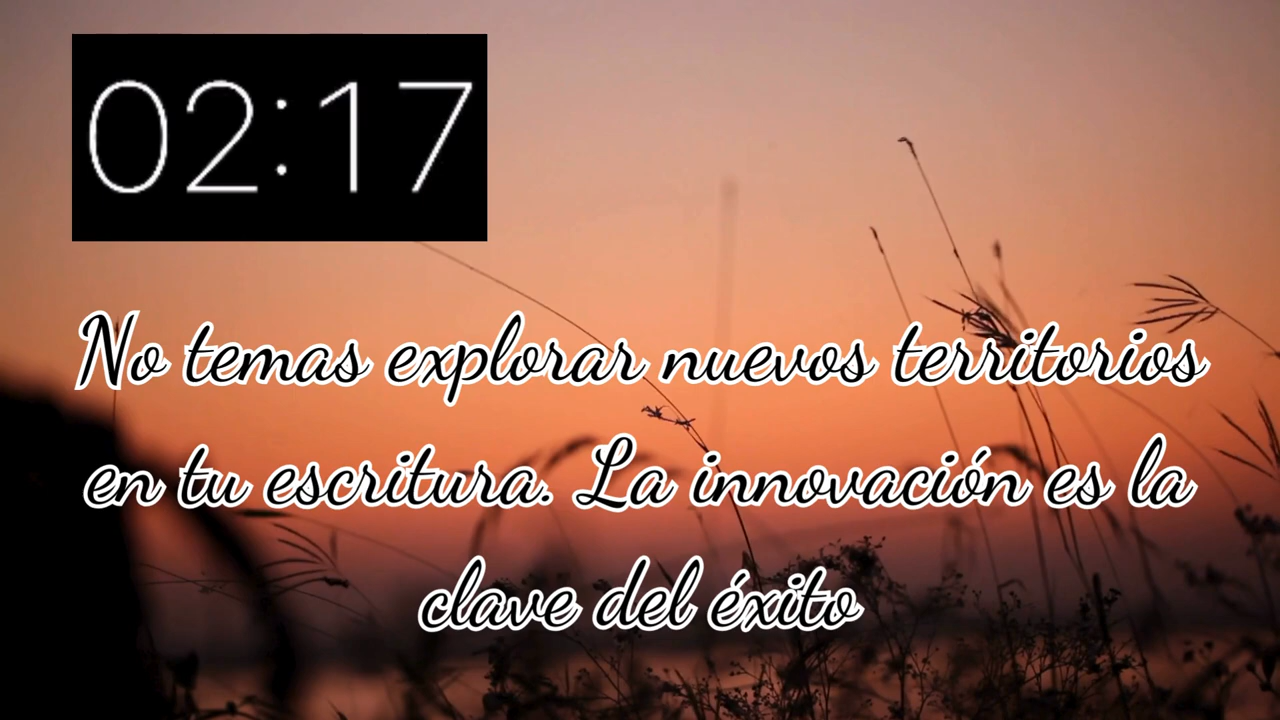 02:17
No temas explorar nuevos territorios
en tu escritura. La innovación es la
clave del éxito